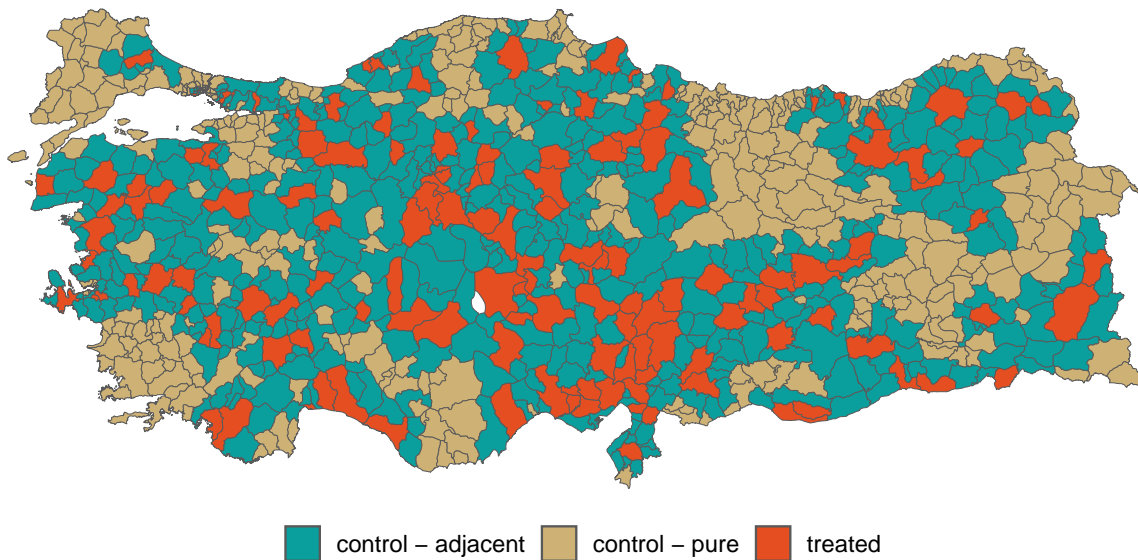 control – adjacent control – pure treated